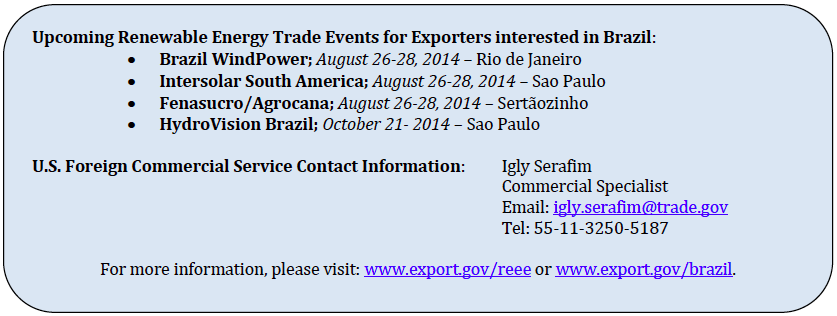 Upcoming Renewable Energy Trade Events for Exporters interested in Brazil:
• Brazil WindPower; August 26-28, 2014 – Rio de Janeiro
• Intersolar South America; August 26-28, 2014 – Sao Paulo
• Fenasucro/Agrocana; August 26-28, 2014 – Sertãozinho
• HydroVision Brazil; October 21- 2014 – Sao Paulo
U.S. Foreign Commercial Service Contact Information: Igly Serafim
Commercial Specialist
Email: igly.serafim@trade.gov
Tel: 55-11-3250-5187
For more information, please visit: www.export.gov/reee or www.export.gov/brazil.